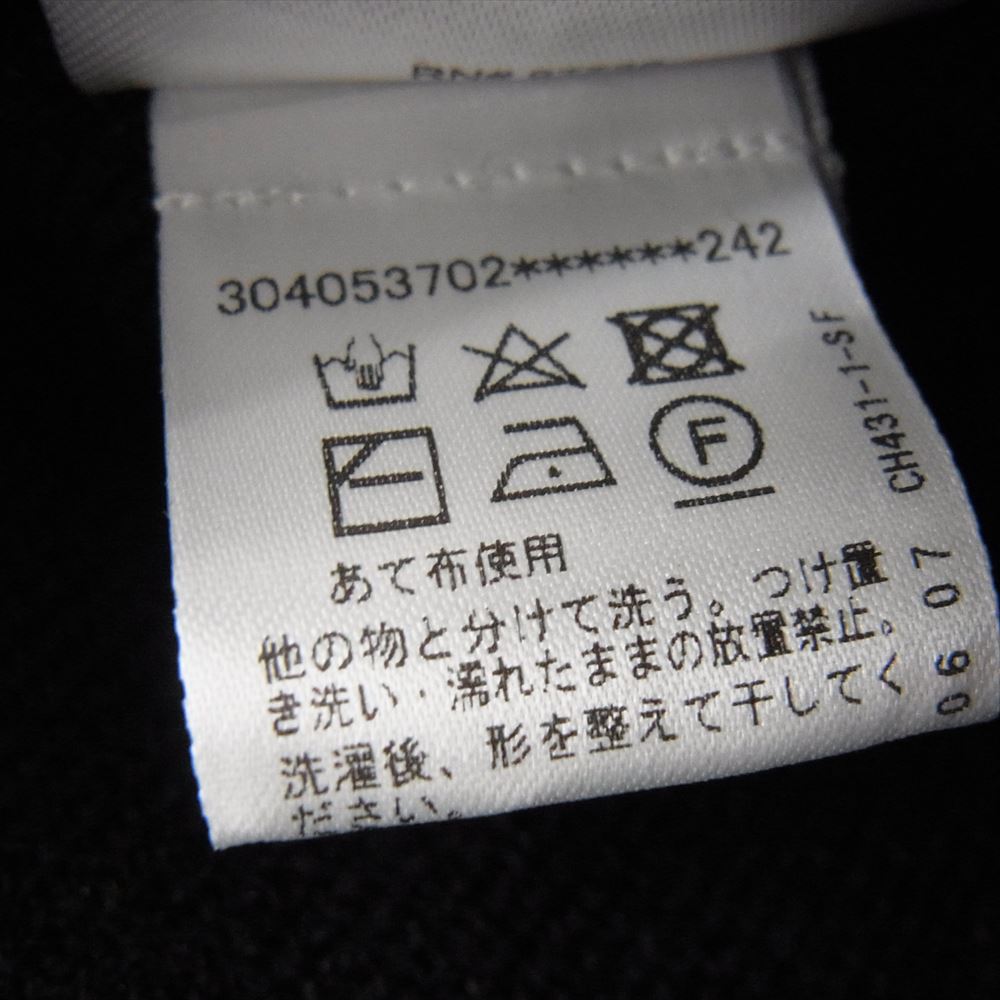 304053702******242
F
あて布使用
他の物と分けて洗う。つけ置
き洗い・濡れたままの放置禁止。
洗濯後、形を整えて干してく
ださい。
CH431-1-SF
06 07